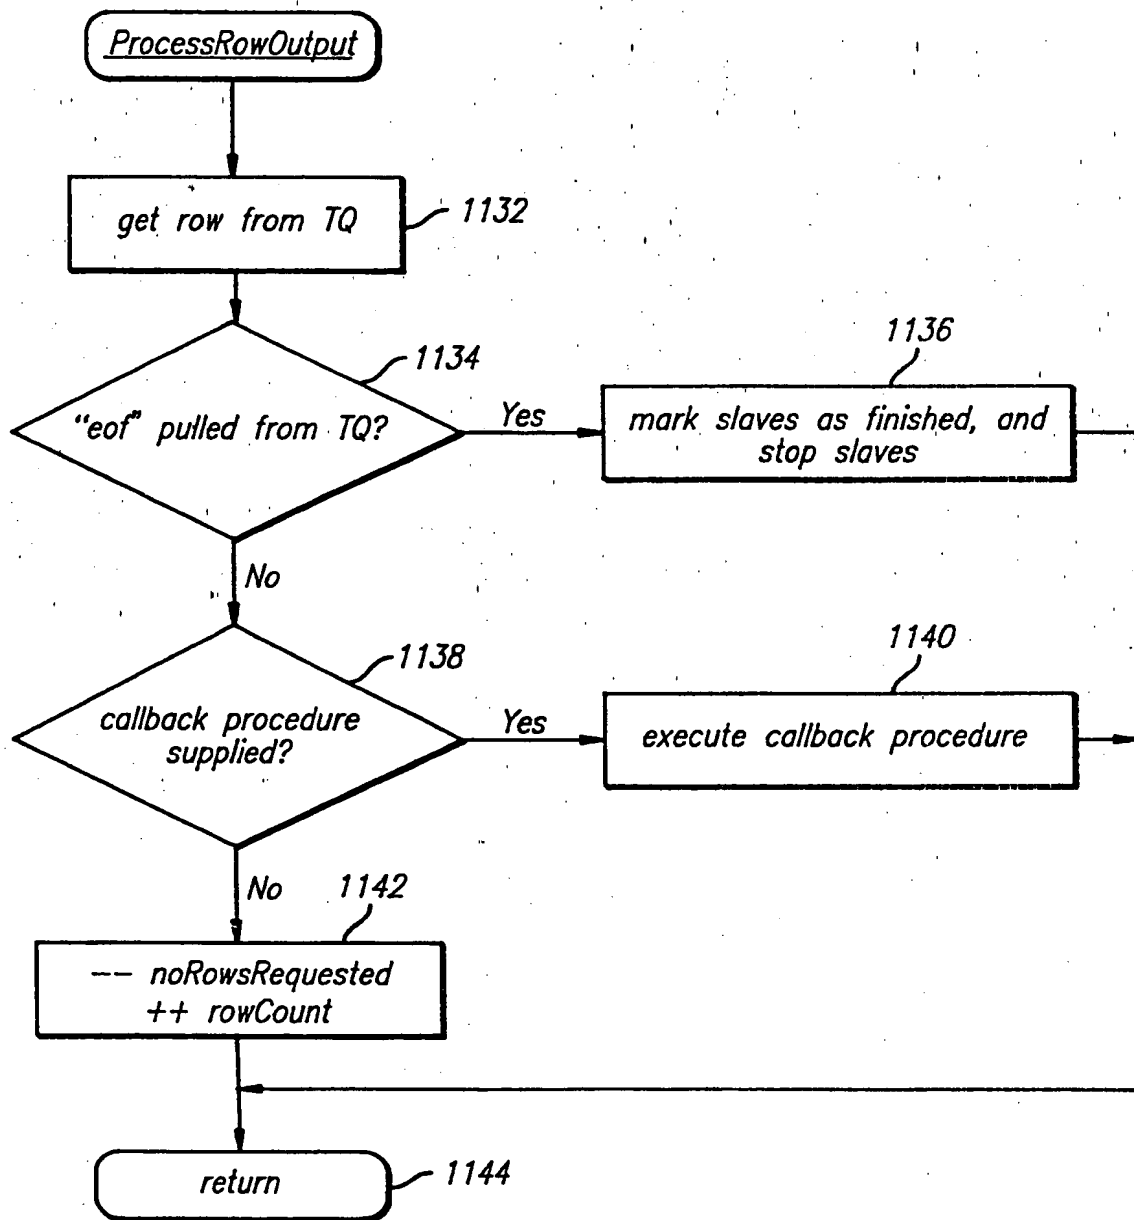 ProcessRowOutput
get row from TQ
1132
1134
"eof" pulled from TQ?
Yes
1136
mark slaves as finished, and
stop slaves
No
1138
callback procedure
supplied?
Yes
1140
execute callback procedure
No
1142
-- noRowsRequested
++ rowCount
return
1144